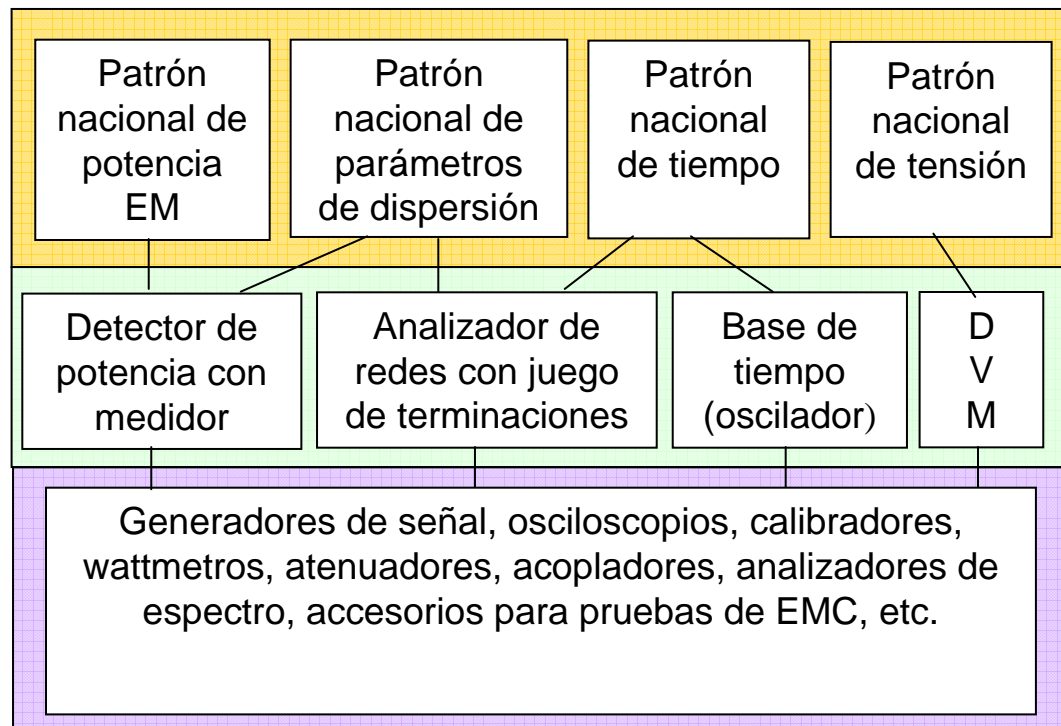 Patrón
nacional de
potencia
EM
Patrón
nacional de
parámetros
de dispersión
Patrón
nacional
de tiempo
Patrón
nacional
de tensión
Detector de
potencia con
medidor
Analizador de
redes con juego
de terminaciones
Base de
tiempo
(oscilador)
D
V
M
Generadores de señal, osciloscopios, calibradores,
wattmetros, atenuadores, acopladores, analizadores de
espectro, accesorios para pruebas de EMC, etc.